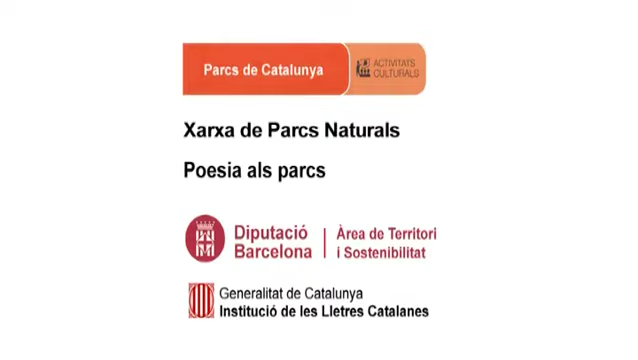 Parcs de Catalunya
ACTIVITATS
CULTURALS
Xarxa de Parcs Naturals
Poesia als parcs
Diputació
Barcelona
Àrea de Territori
i Sostenibilitat
Generalitat de Catalunya
Institució de les Lletres Catalanes